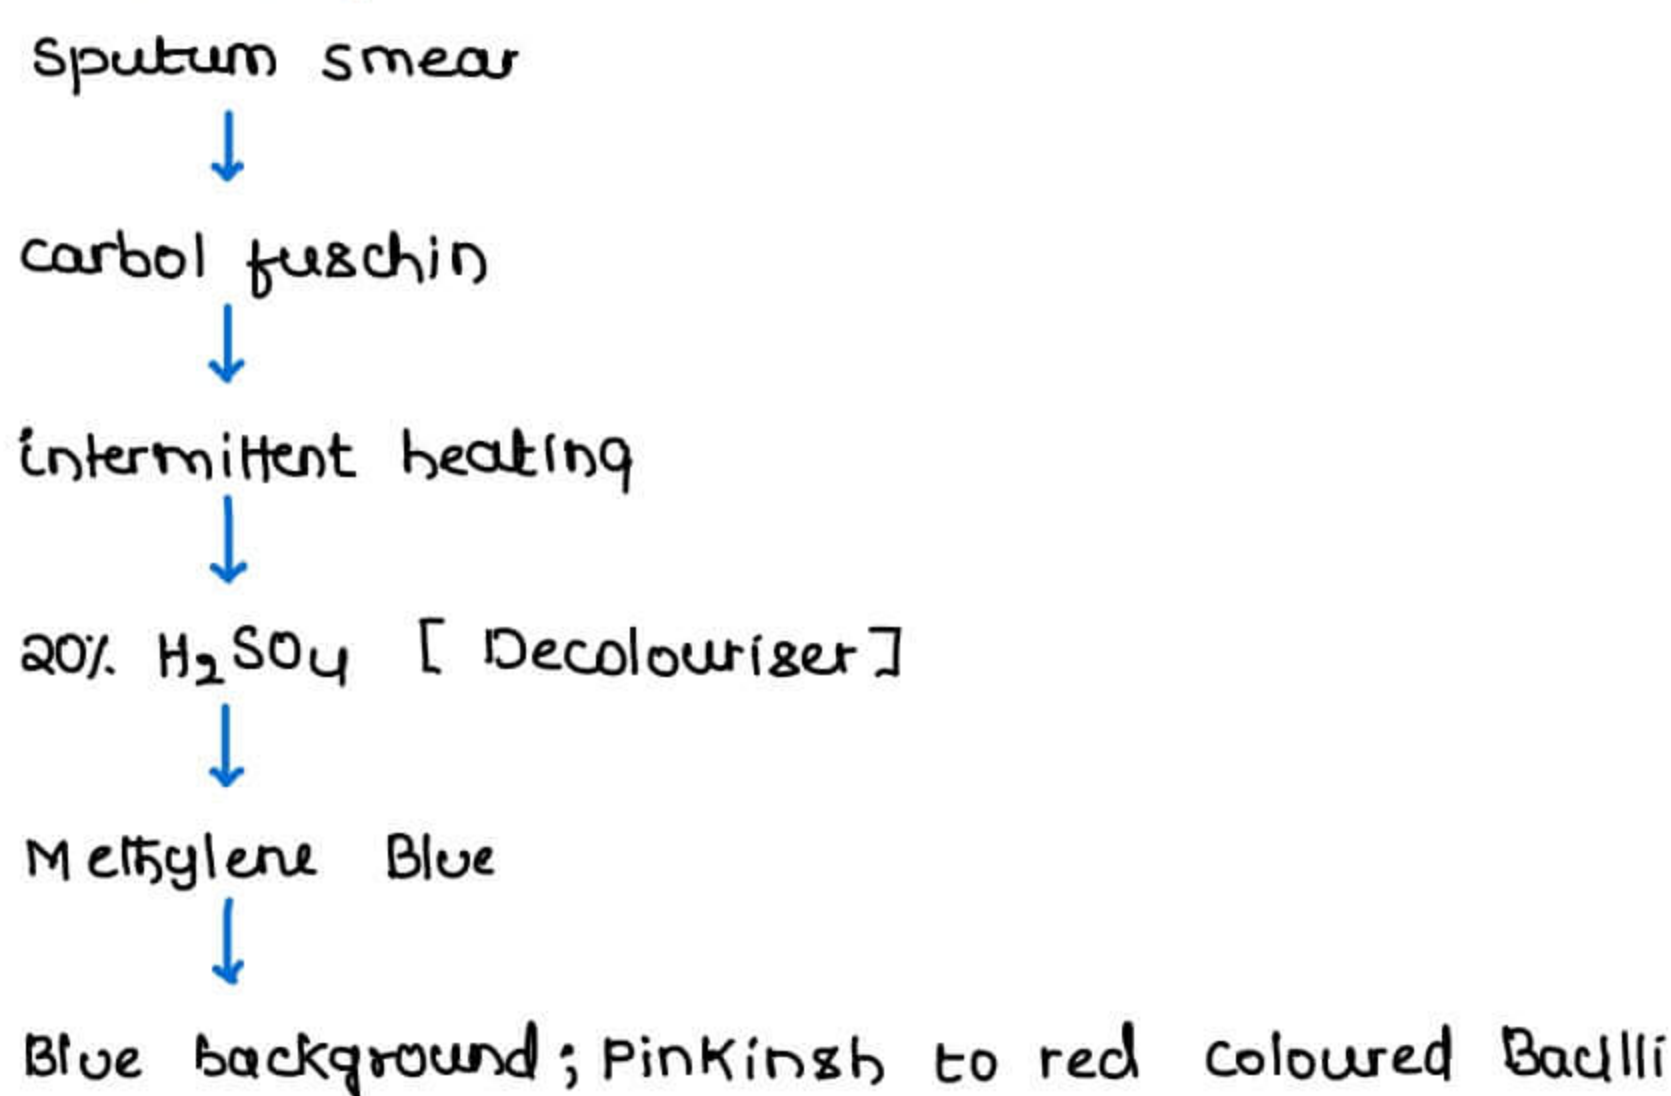 Sputum smear
carbol fuschin
intermittent heating
20% H₂SO₄ [ Decolouriser ]
Methylene Blue
Blue background ; Pinkinsh to red coloured Bacilli